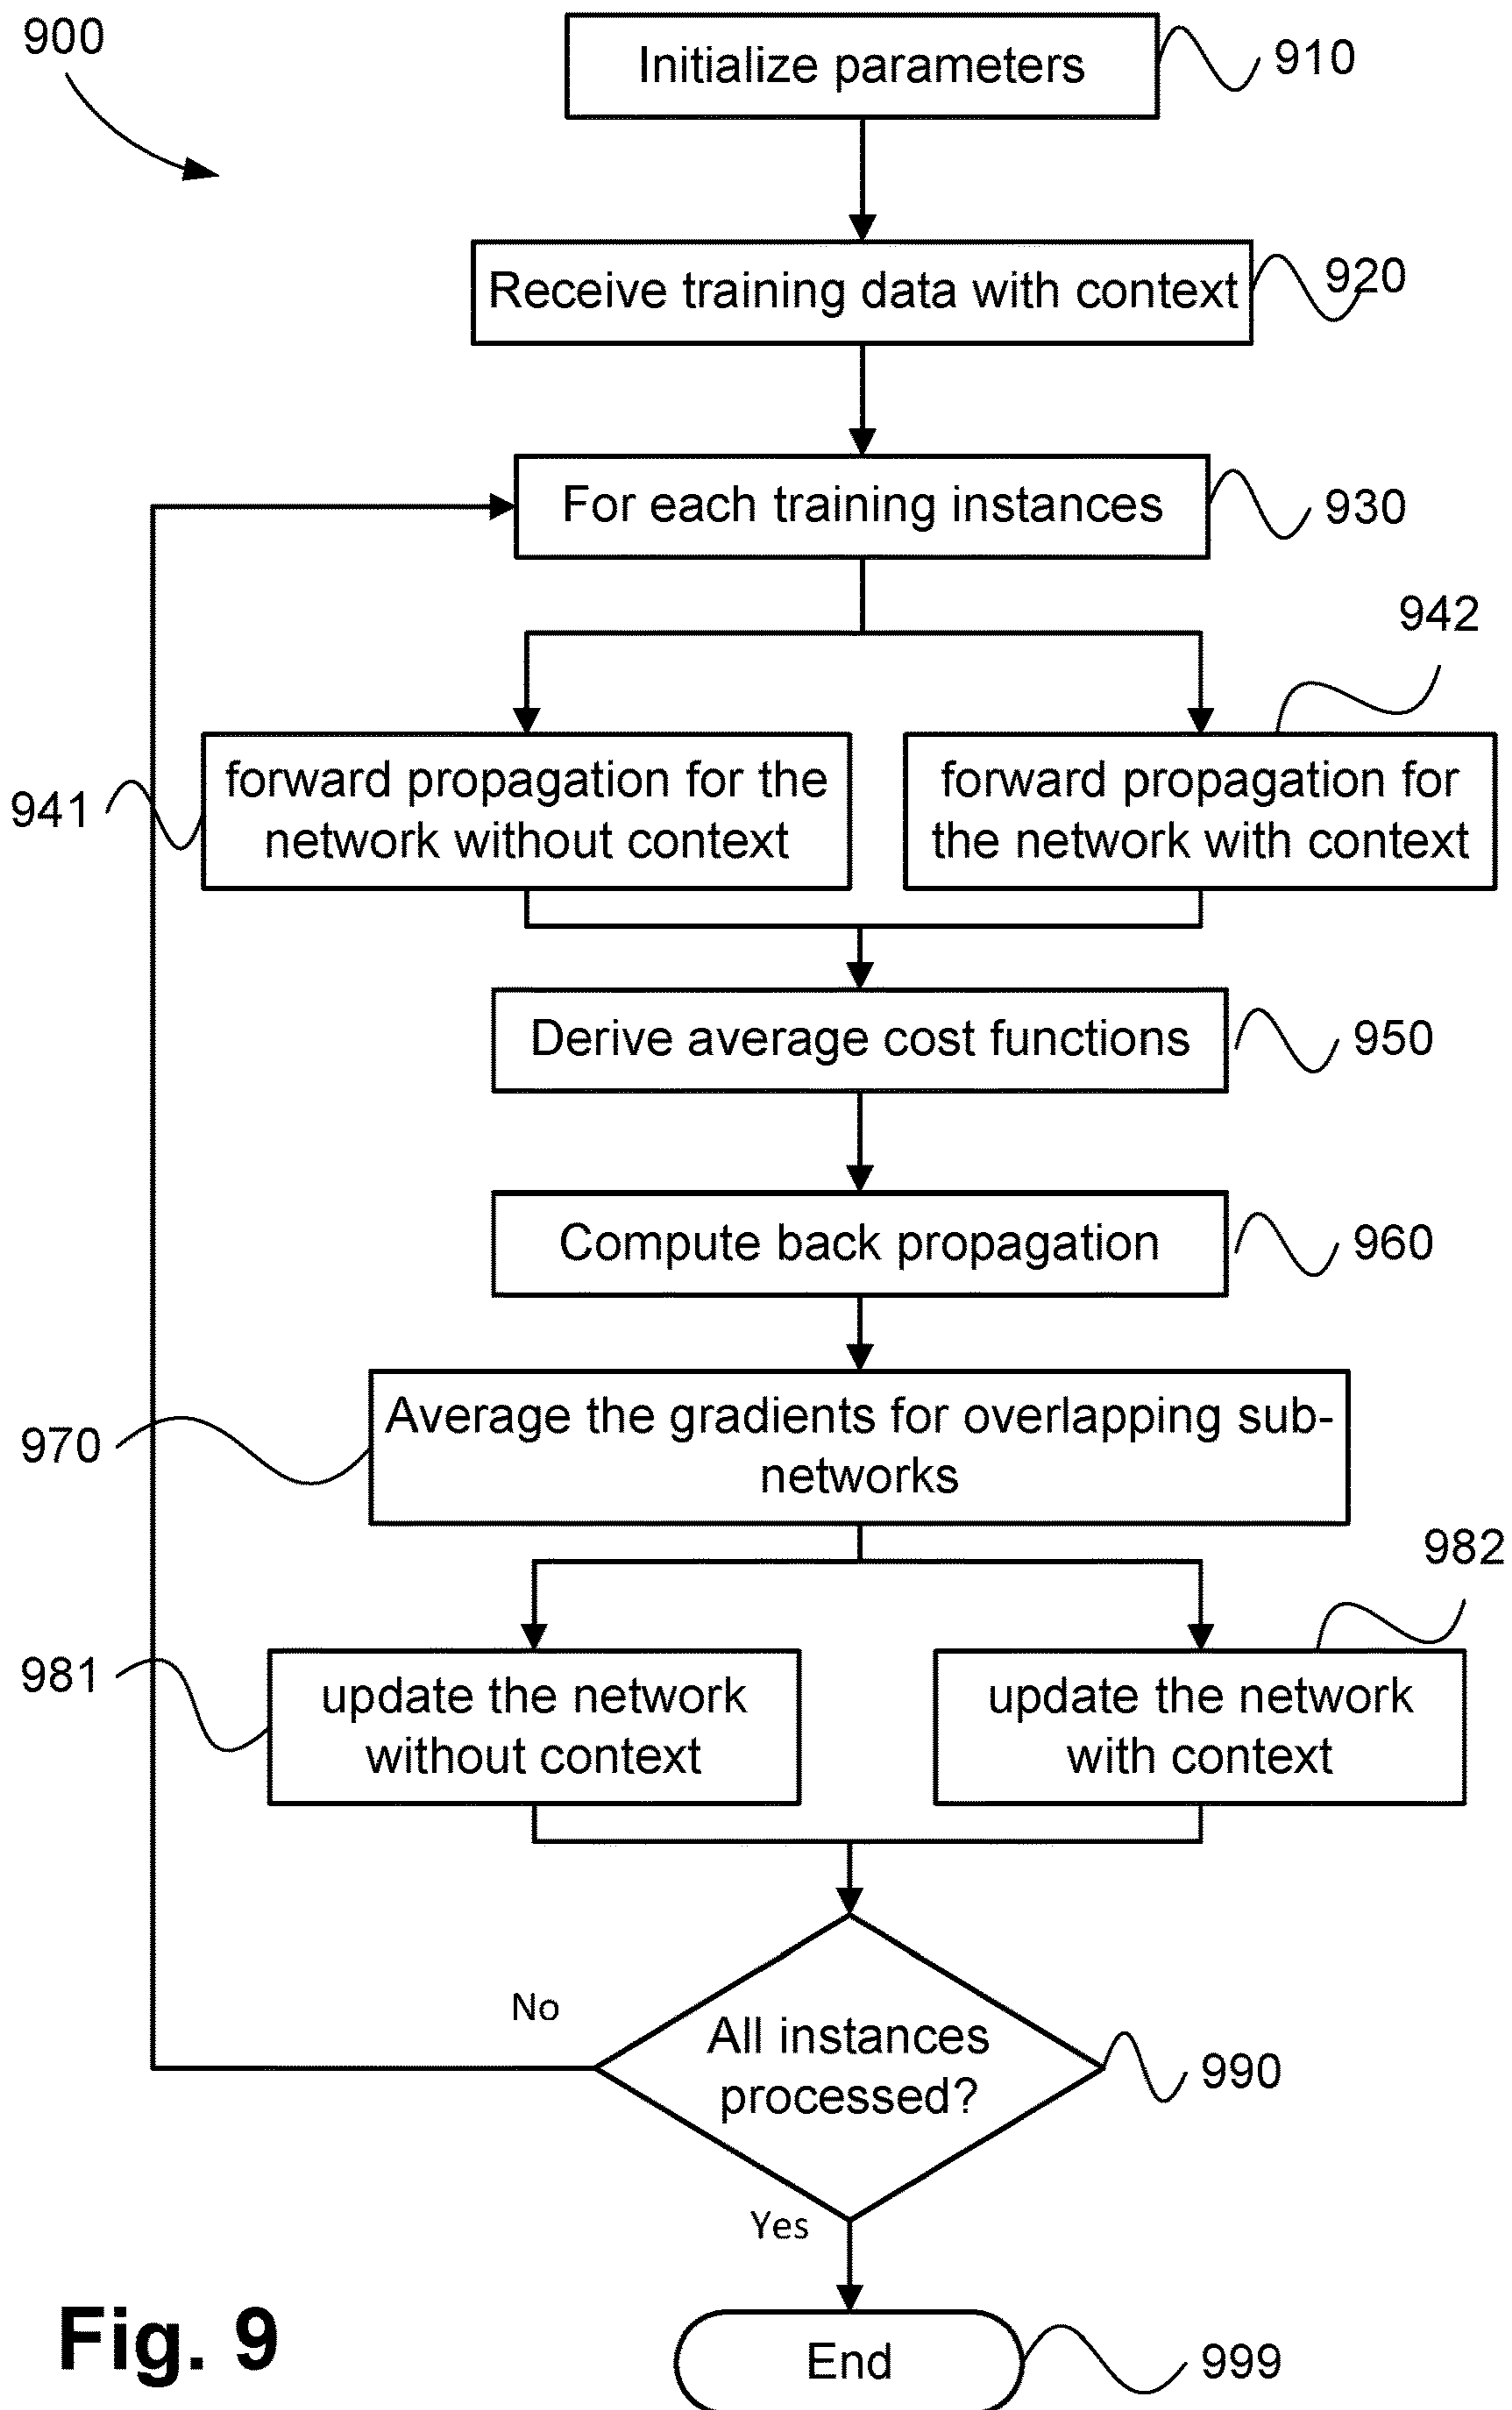 900
Initialize parameters
910
Receive training data with context
920
For each training instances
930
942
941
forward propagation for the
network without context
forward propagation for
the network with context
Derive average cost functions
950
Compute back propagation
960
970
Average the gradients for overlapping sub-
networks
982
981
update the network
without context
update the network
with context
No
All instances
processed?
990
Yes
Fig. 9
End
999